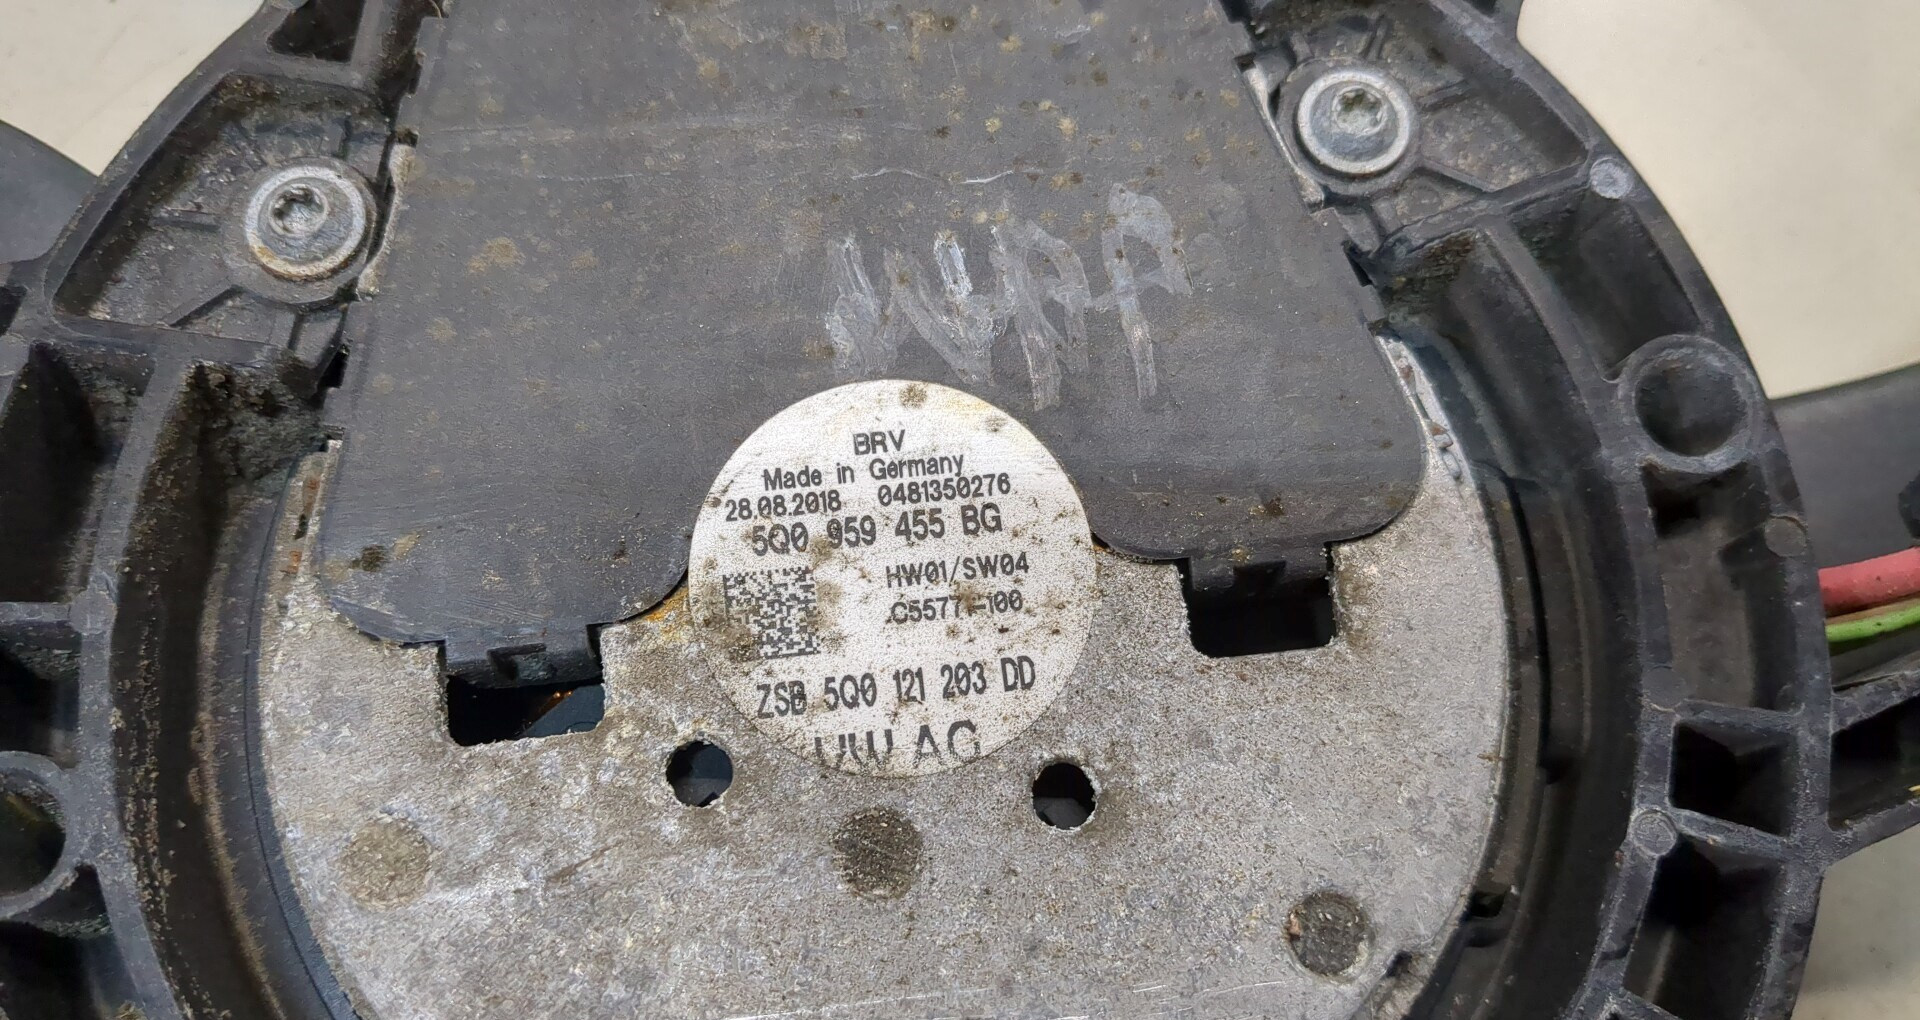 BRV
Made in Germany
28.08.2018 0481350276
5Q0 959 455 BG
HW01/SW04
ZSB 5Q0 121 203 DD
VW AG